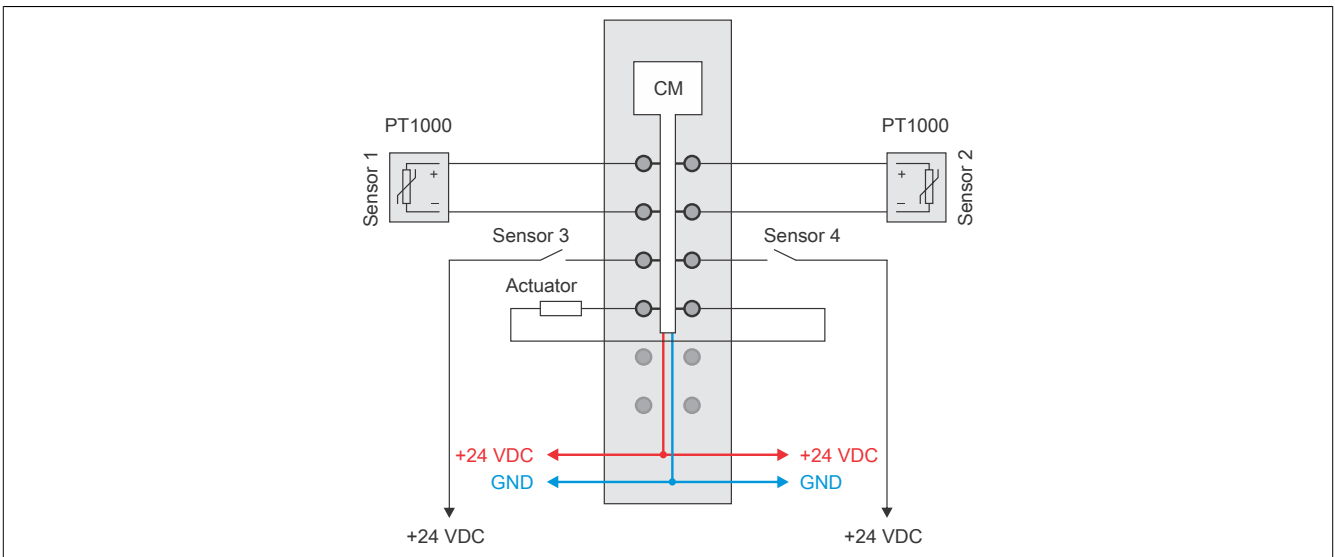 CM
PT1000
PT1000
Sensor 1
+
−
+
−
Sensor 2
Sensor 3
Sensor 4
Actuator
+24 VDC
+24 VDC
GND
GND
+24 VDC
+24 VDC